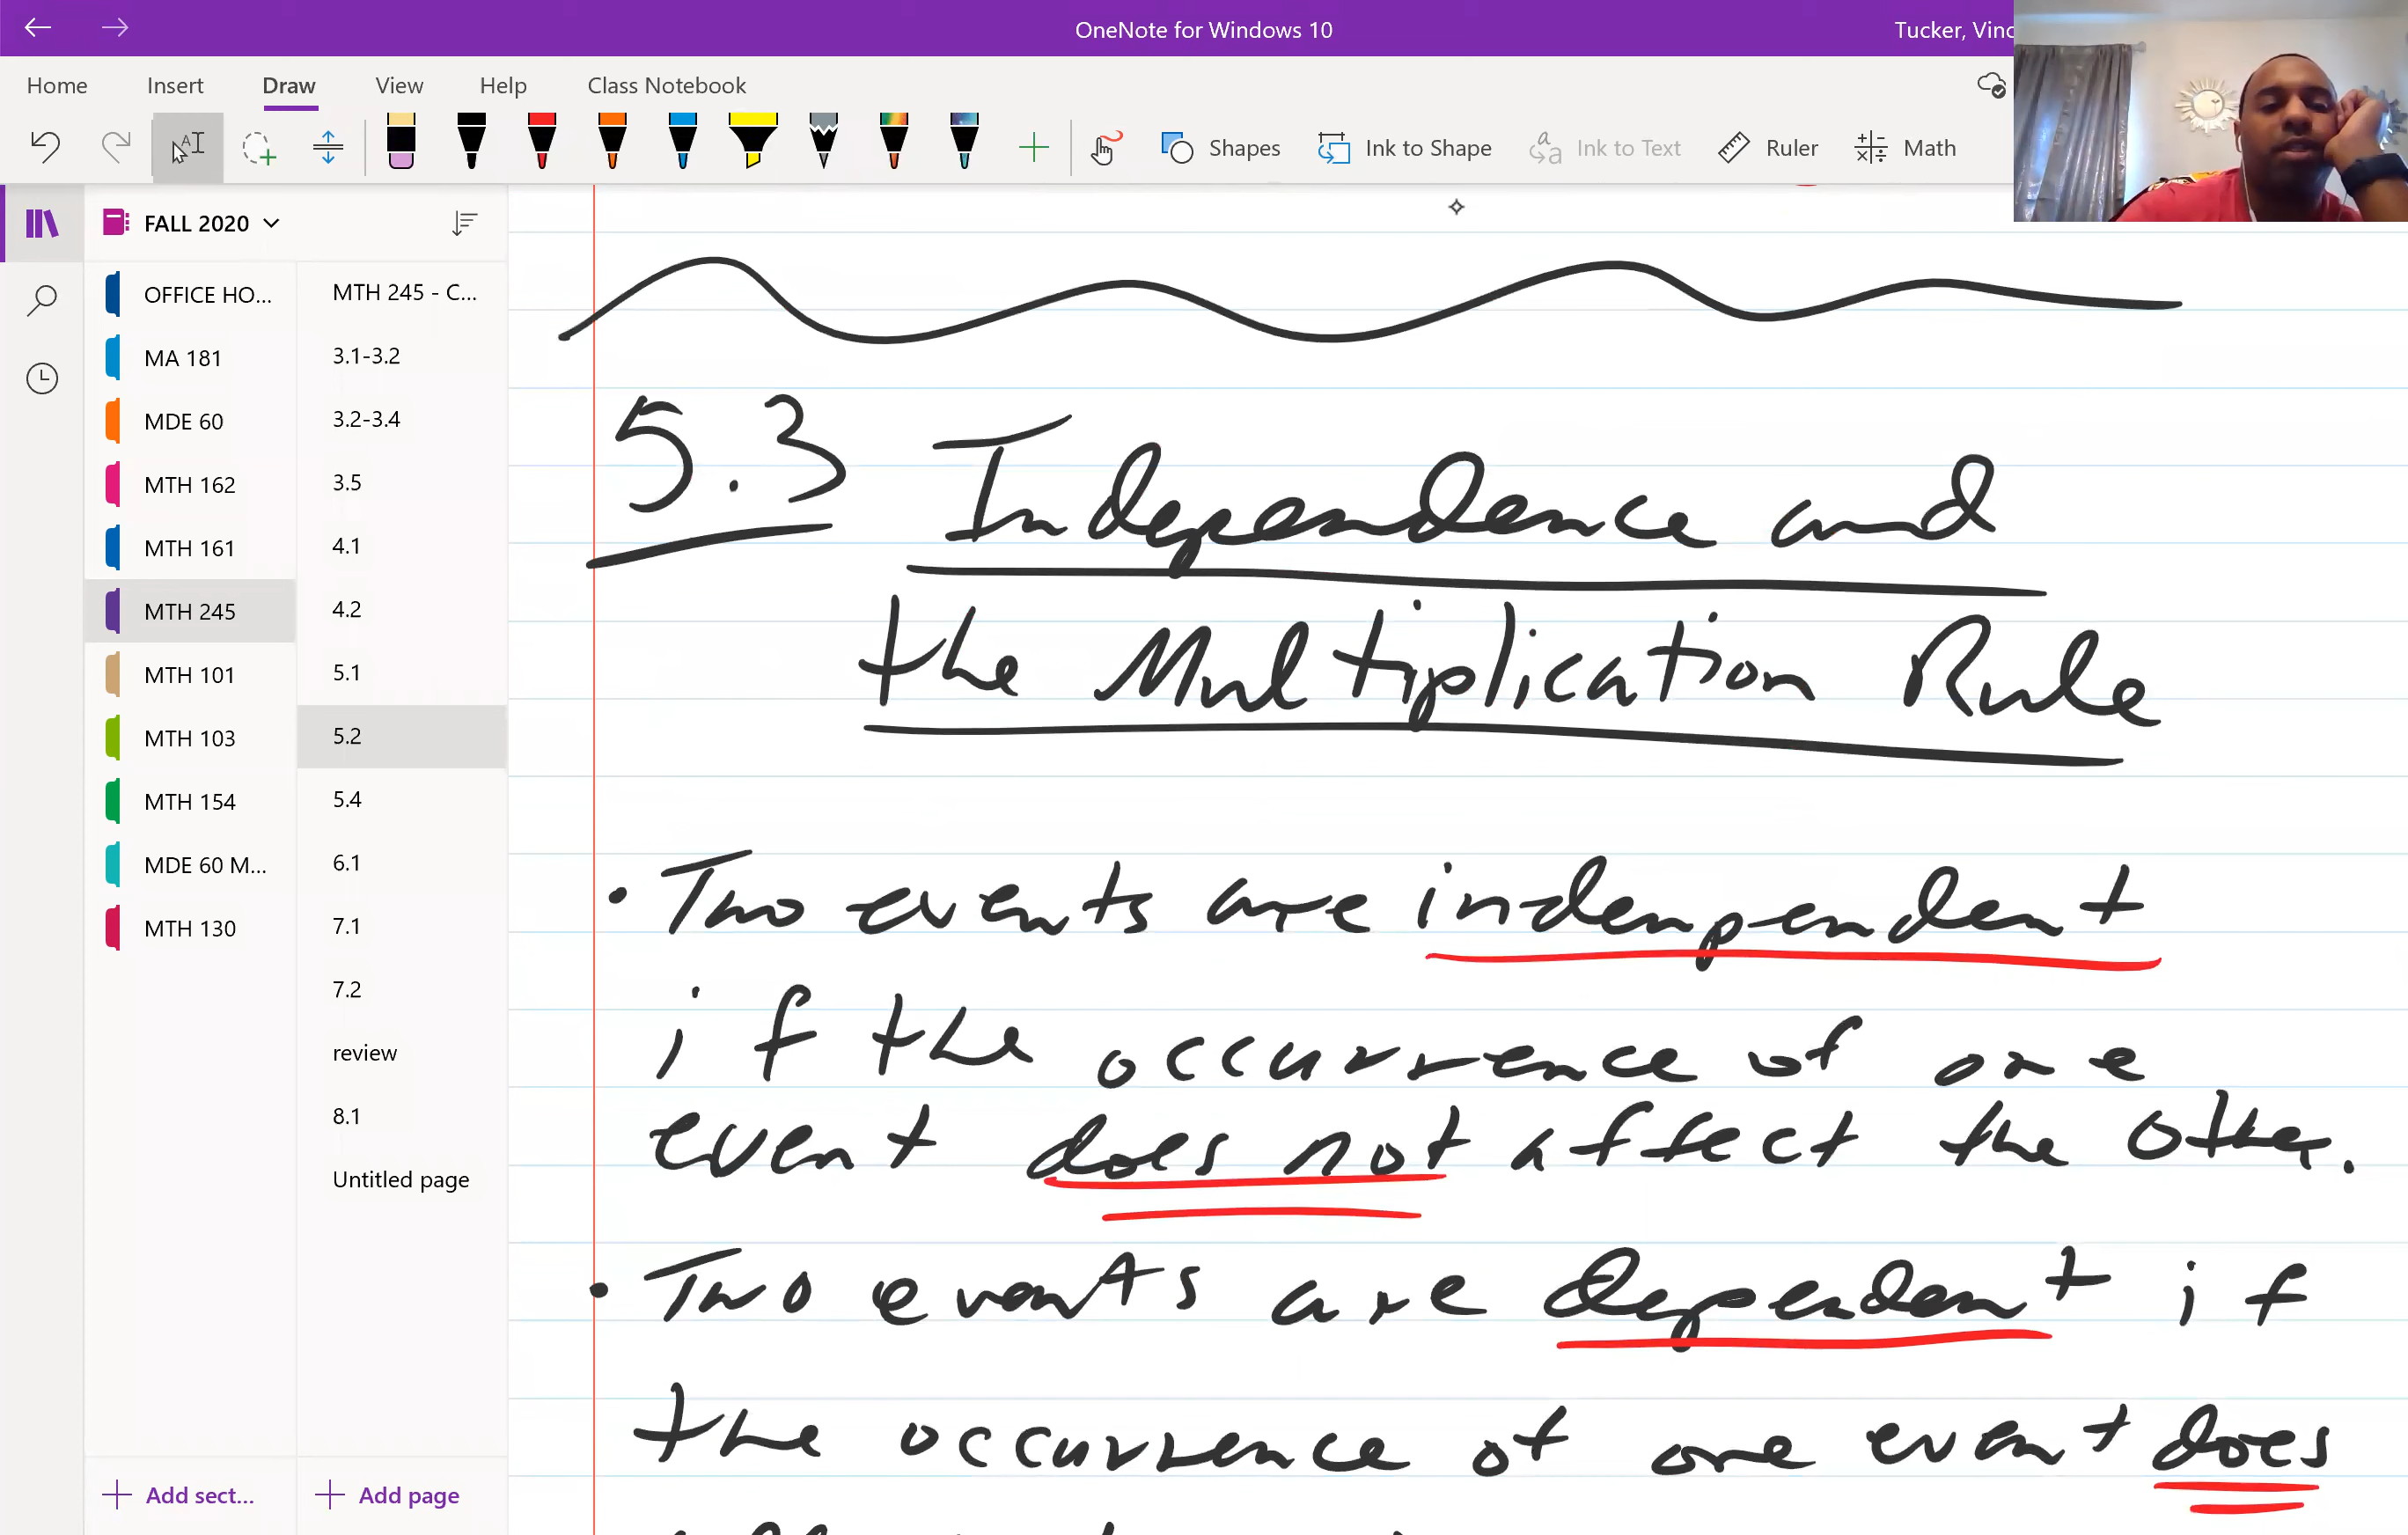 OneNote for Windows 10
Tucker, Vinc
Home Insert Draw View Help Class Notebook
Shapes Ink to Shape Ink to Text Ruler Math
FALL 2020
OFFICE HO...
MA 181
MDE 60
MTH 162
MTH 161
MTH 245
MTH 101
MTH 103
MTH 154
MDE 60 M...
MTH 130
Add sect...
MTH 245 - C...
3.1-3.2
3.2-3.4
3.5
4.1
4.2
5.1
5.2
5.4
6.1
7.1
7.2
review
8.1
Untitled page
Add page
5.3 Independence and
the Multiplication Rule
• Two events are indenpendent
if the occurrence of one
event does not affect the other.
• Two events are dependent if
the occurrence of one event does